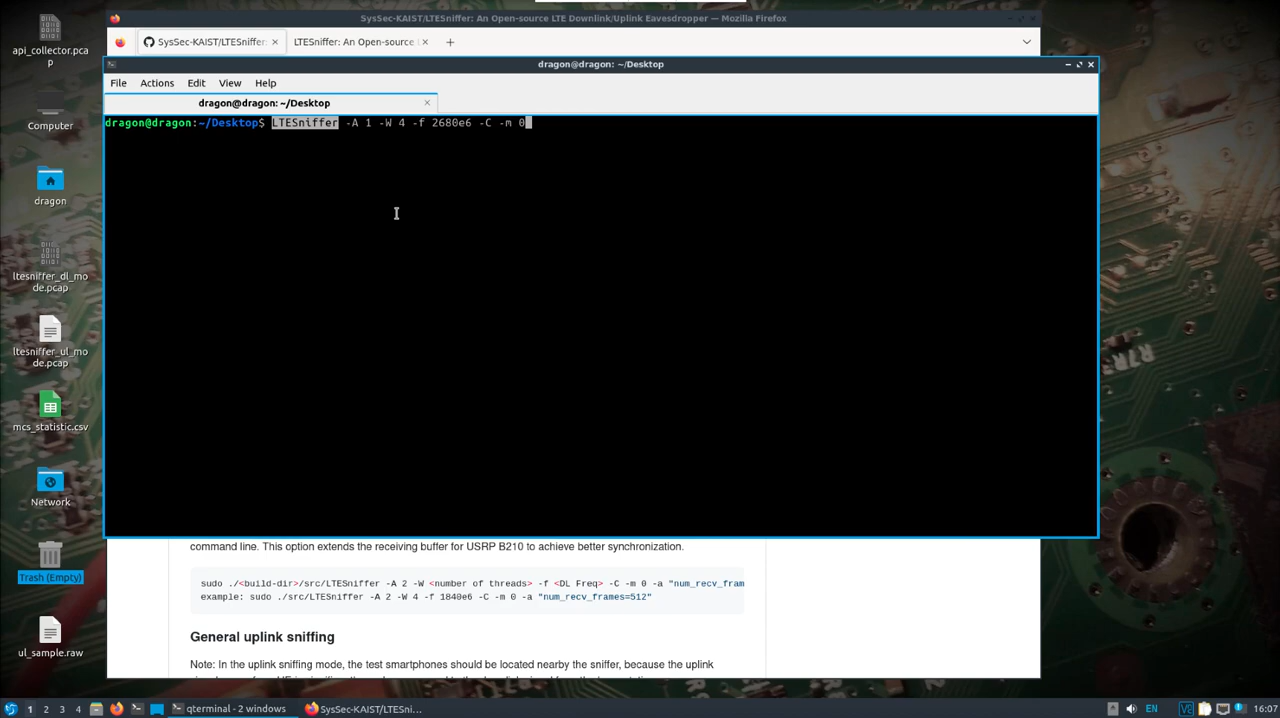 SysSec-KAIST/LTESniffer: An Open-source LTE Downlink/Uplink Eavesdropper — Mozilla Firefox
SysSec-KAIST/LTESniffer:
LTESniffer: An Open-source
dragon@dragon: ~/Desktop
File Actions Edit View Help
dragon@dragon: ~/Desktop
dragon@dragon:~/Desktop$ LTESniffer -A 1 -W 4 -f 2680e6 -C -m 0
api_collector.pca
p
Computer
dragon
ltesniffer_dl_mo
de.pcap
ltesniffer_ul_mo
de.pcap
mcs_statistic.csv
Network
Trash (Empty)
ul_sample.raw
command line. This option extends the receiving buffer for USRP B210 to achieve better synchronization.
sudo ./<build-dir>/src/LTESniffer -A 2 -W <number of threads> -f <DL Freq> -C -m 0 -a "num_recv_fram
example: sudo ./src/LTESniffer -A 2 -W 4 -f 1840e6 -C -m 0 -a "num_recv_frames=512"
General uplink sniffing
Note: In the uplink sniffing mode, the test smartphones should be located nearby the sniffer, because the uplink
1 2 3 4
qterminal - 2 windows
SysSec-KAIST/LTESni...
EN
16:07